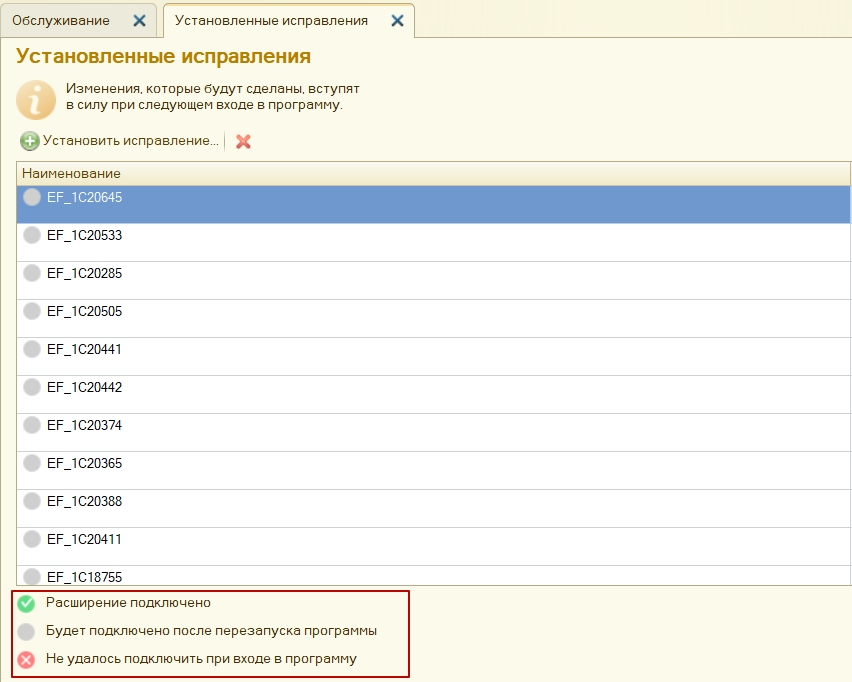 Обслуживание
Установленные исправления
Установленные исправления
Изменения, которые будут сделаны, вступят
в силу при следующем входе в программу.
Установить исправление...
Наименование
EF_1C20645
EF_1C20533
EF_1C20285
EF_1C20505
EF_1C20441
EF_1C20442
EF_1C20374
EF_1C20365
EF_1C20388
EF_1C20411
EF_1C18755
Расширение подключено
Будет подключено после перезапуска программы
Не удалось подключить при входе в программу